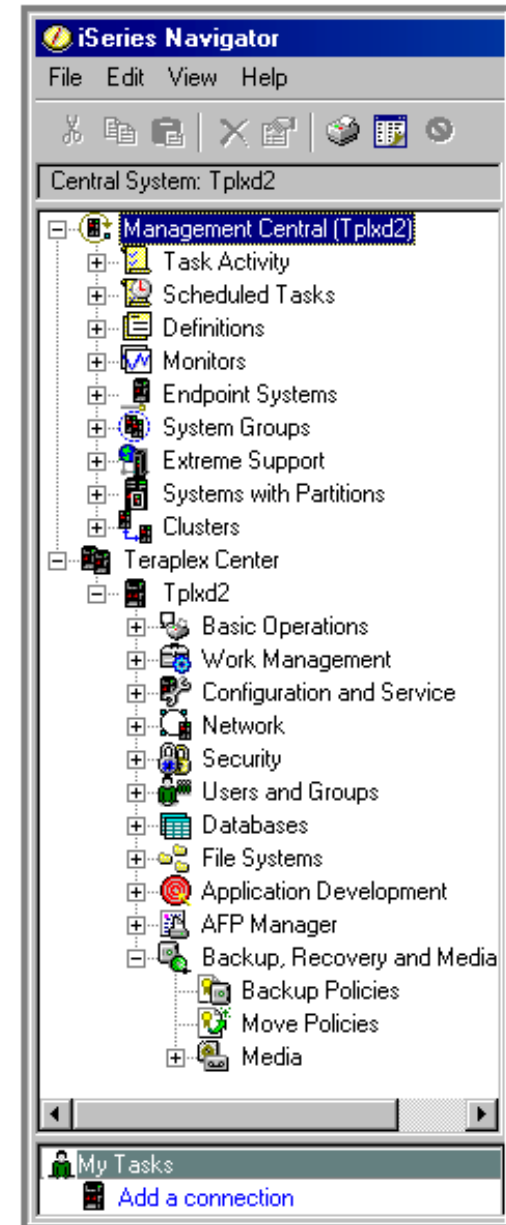 iSeries Navigator
File Edit View Help
Central System: Tplxd2
Management Central (Tplxd2)
Task Activity
Scheduled Tasks
Definitions
Monitors
Endpoint Systems
System Groups
Extreme Support
Systems with Partitions
Clusters
Teraplex Center
Tplxd2
Basic Operations
Work Management
Configuration and Service
Network
Security
Users and Groups
Databases
File Systems
Application Development
AFP Manager
Backup, Recovery and Media
Backup Policies
Move Policies
Media
My Tasks
Add a connection